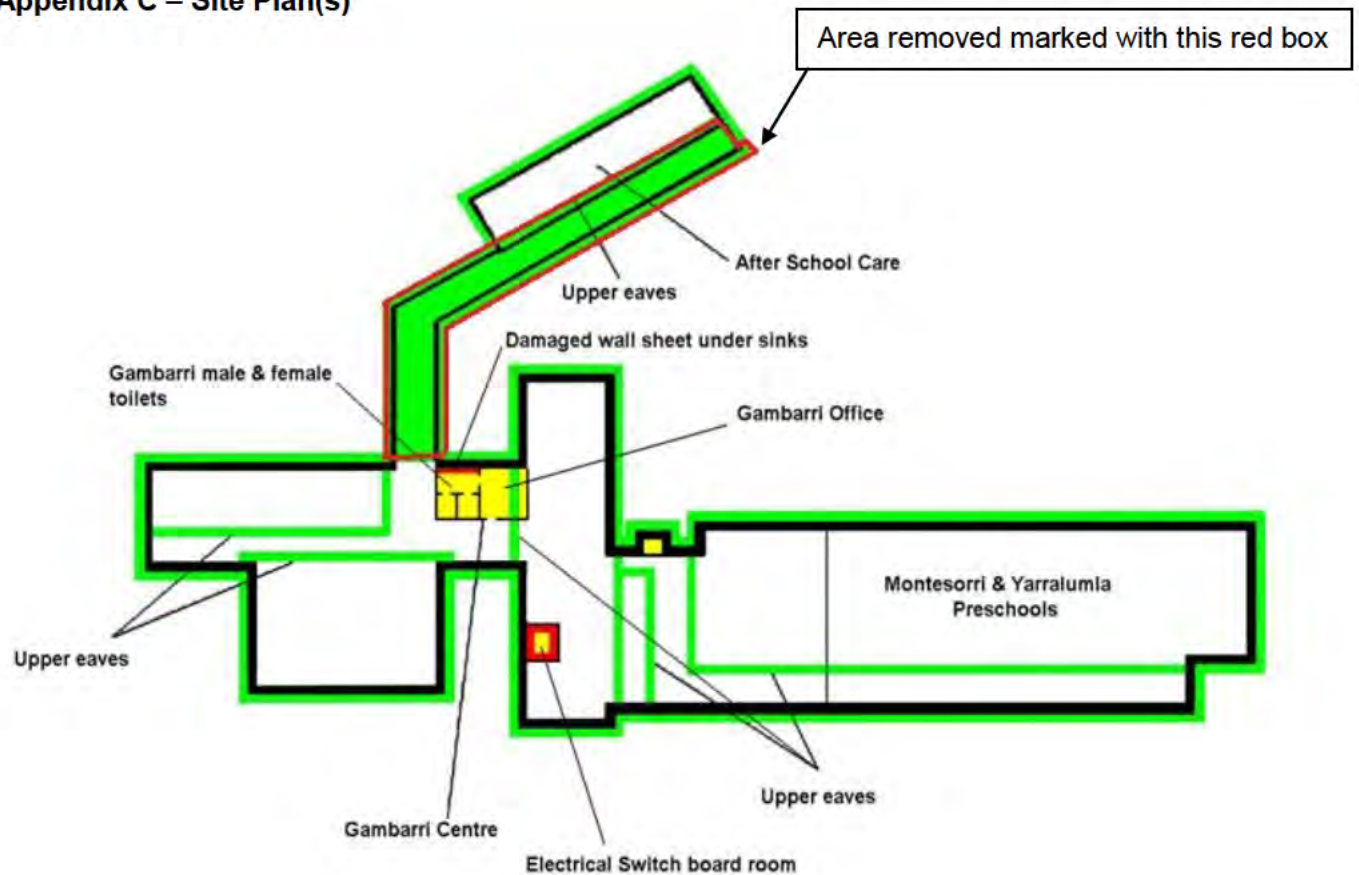 Appendix C – Site Plan(s)
Area removed marked with this red box
After School Care
Upper eaves
Damaged wall sheet under sinks
Gambarri male & female
toilets
Gambarri Office
Montesorri & Yarralumla
Preschools
Upper eaves
Upper eaves
Gambarri Centre
Electrical Switch board room